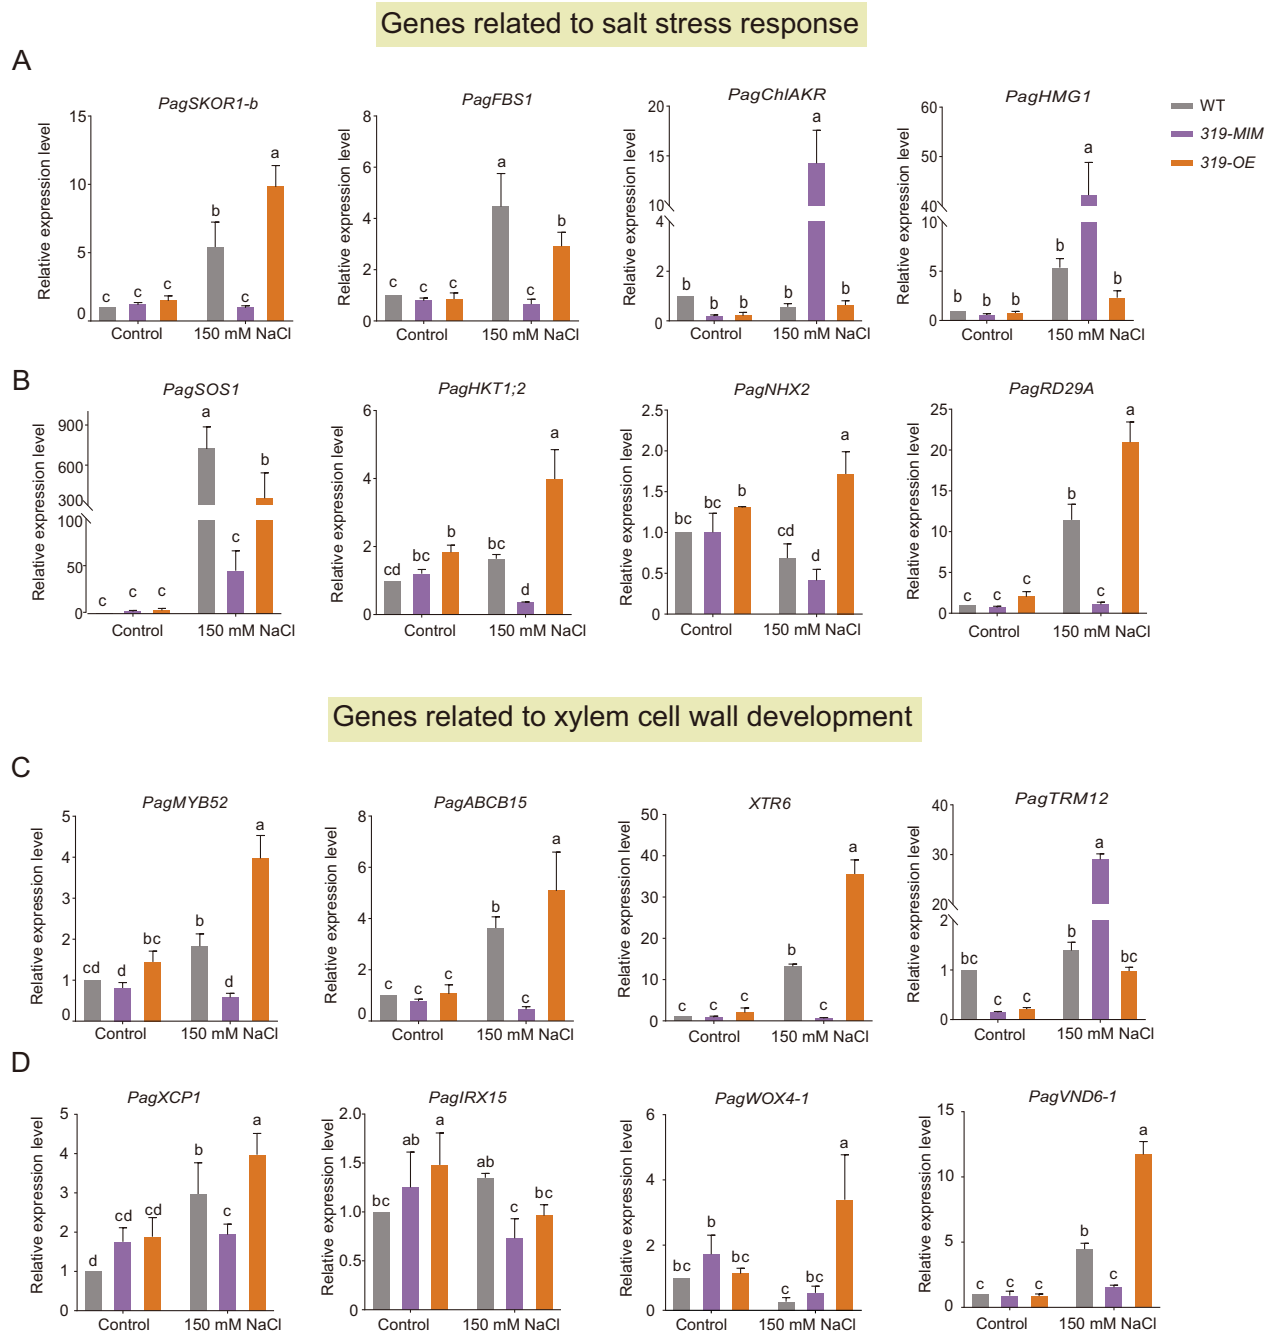 Genes related to salt stress response
A
PagSKOR1-b
Relative expression level
15
10
5
0
c
c
c
b
c
a
Control
150 mM NaCl
PagFBS1
Relative expression level
8
6
4
2
0
c
c
c
a
c
b
Control
150 mM NaCl
PagChlAKR
Relative expression level
20
15
10
4
2
0
b
b
b
b
a
b
Control
150 mM NaCl
PagHMG1
Relative expression level
60
50
40
10
5
0
b
b
b
b
a
b
Control
150 mM NaCl
WT
319-MIM
319-OE
B
PagSOS1
Relative expression level
900
600
300
100
50
0
c
c
c
a
c
b
Control
150 mM NaCl
PagHKT1;2
Relative expression level
6
4
2
0
cd
bc
b
bc
d
a
Control
150 mM NaCl
PagNHX2
Relative expression level
2.5
2.0
1.5
1.0
0.5
0
bc
bc
b
cd
d
a
Control
150 mM NaCl
PagRD29A
Relative expression level
25
20
15
10
5
0
c
c
c
b
c
a
Control
150 mM NaCl
Genes related to xylem cell wall development
C
PagMYB52
Relative expression level
5
4
3
2
1
0
cd
d
bc
b
d
a
Control
150 mM NaCl
PagABCB15
Relative expression level
8
6
4
2
0
c
c
c
b
c
a
Control
150 mM NaCl
XTR6
Relative expression level
50
40
30
20
10
0
c
c
c
b
c
a
Control
150 mM NaCl
PagTRM12
Relative expression level
40
30
20
2
1
0
bc
c
c
b
a
bc
Control
150 mM NaCl
D
PagXCP1
Relative expression level
5
4
3
2
1
0
d
cd
cd
b
c
a
Control
150 mM NaCl
PagIRX15
Relative expression level
2.0
1.5
1.0
0.5
0
bc
ab
a
ab
c
bc
Control
150 mM NaCl
PagWOX4-1
Relative expression level
6
4
2
0
bc
b
bc
c
bc
a
Control
150 mM NaCl
PagVND6-1
Relative expression level
15
10
5
0
c
c
c
b
c
a
Control
150 mM NaCl